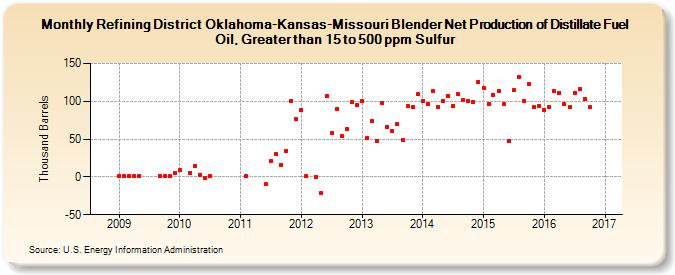 Monthly Refining District Oklahoma-Kansas-Missouri Blender Net Production of Distillate Fuel
Oil, Greater than 15 to 500 ppm Sulfur
Thousand Barrels
150
100
50
0
-50
2009 2010 2011 2012 2013 2014 2015 2016 2017
Source: U.S. Energy Information Administration